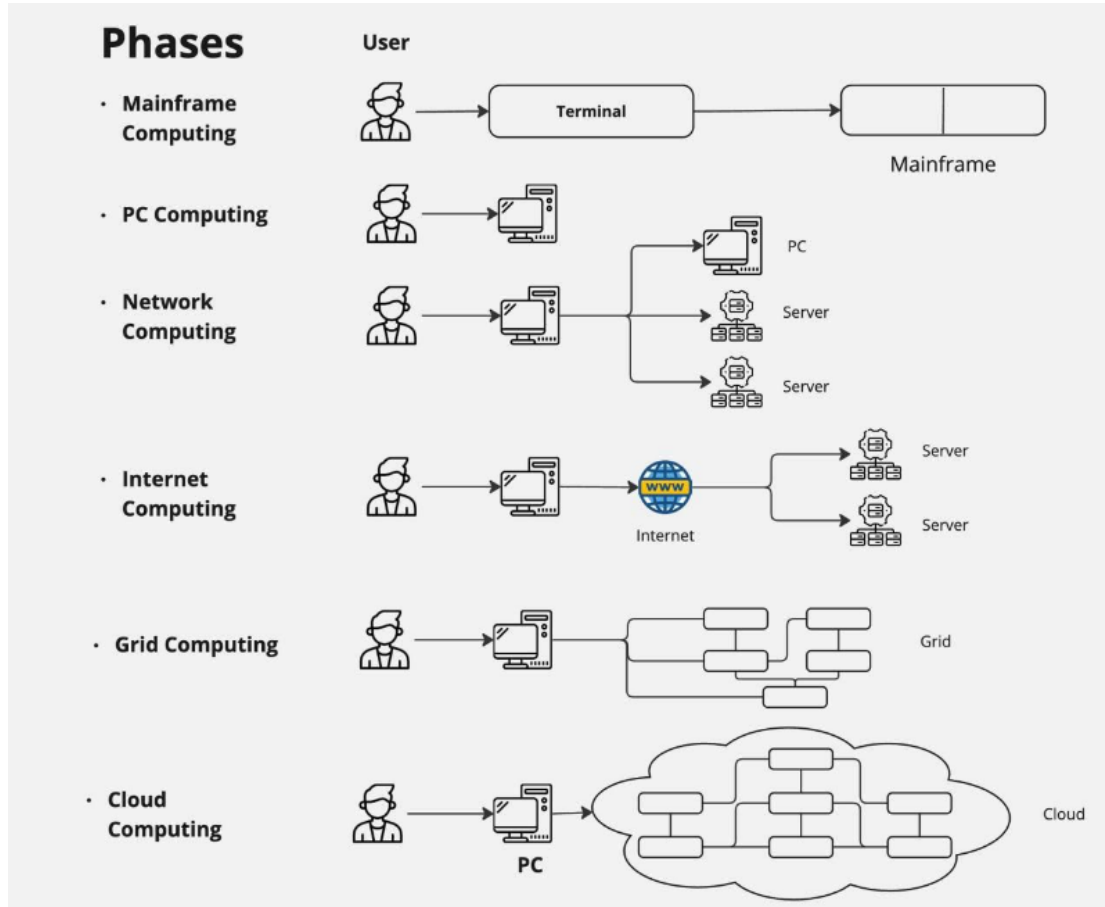 Phases
User
· Mainframe
Computing
Terminal
Mainframe
· PC Computing
PC
· Network
Computing
Server
Server
· Internet
Computing
www
Internet
Server
Server
· Grid Computing
Grid
· Cloud
Computing
PC
Cloud